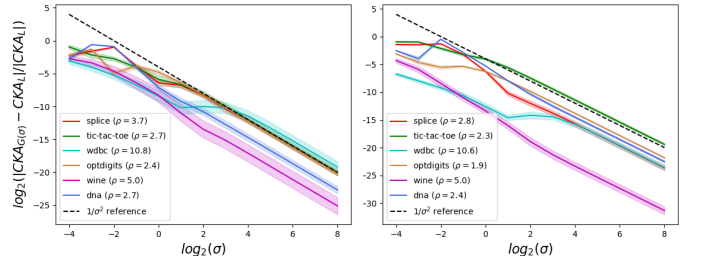 log₂(|CKA_G(σ) − CKA_L|/|CKA_L|)
0
−5
−10
−15
−20
−25
splice (ρ = 3.7)
tic-tac-toe (ρ = 2.7)
wdbc (ρ = 10.8)
optdigits (ρ = 2.4)
wine (ρ = 5.0)
dna (ρ = 2.7)
1/σ² reference
−4 −2 0 2 4 6 8
log₂(σ)
5
0
−5
−10
−15
−20
−25
−30
splice (ρ = 2.8)
tic-tac-toe (ρ = 2.3)
wdbc (ρ = 10.6)
optdigits (ρ = 1.9)
wine (ρ = 5.0)
dna (ρ = 2.4)
1/σ² reference
−4 −2 0 2 4 6 8
log₂(σ)